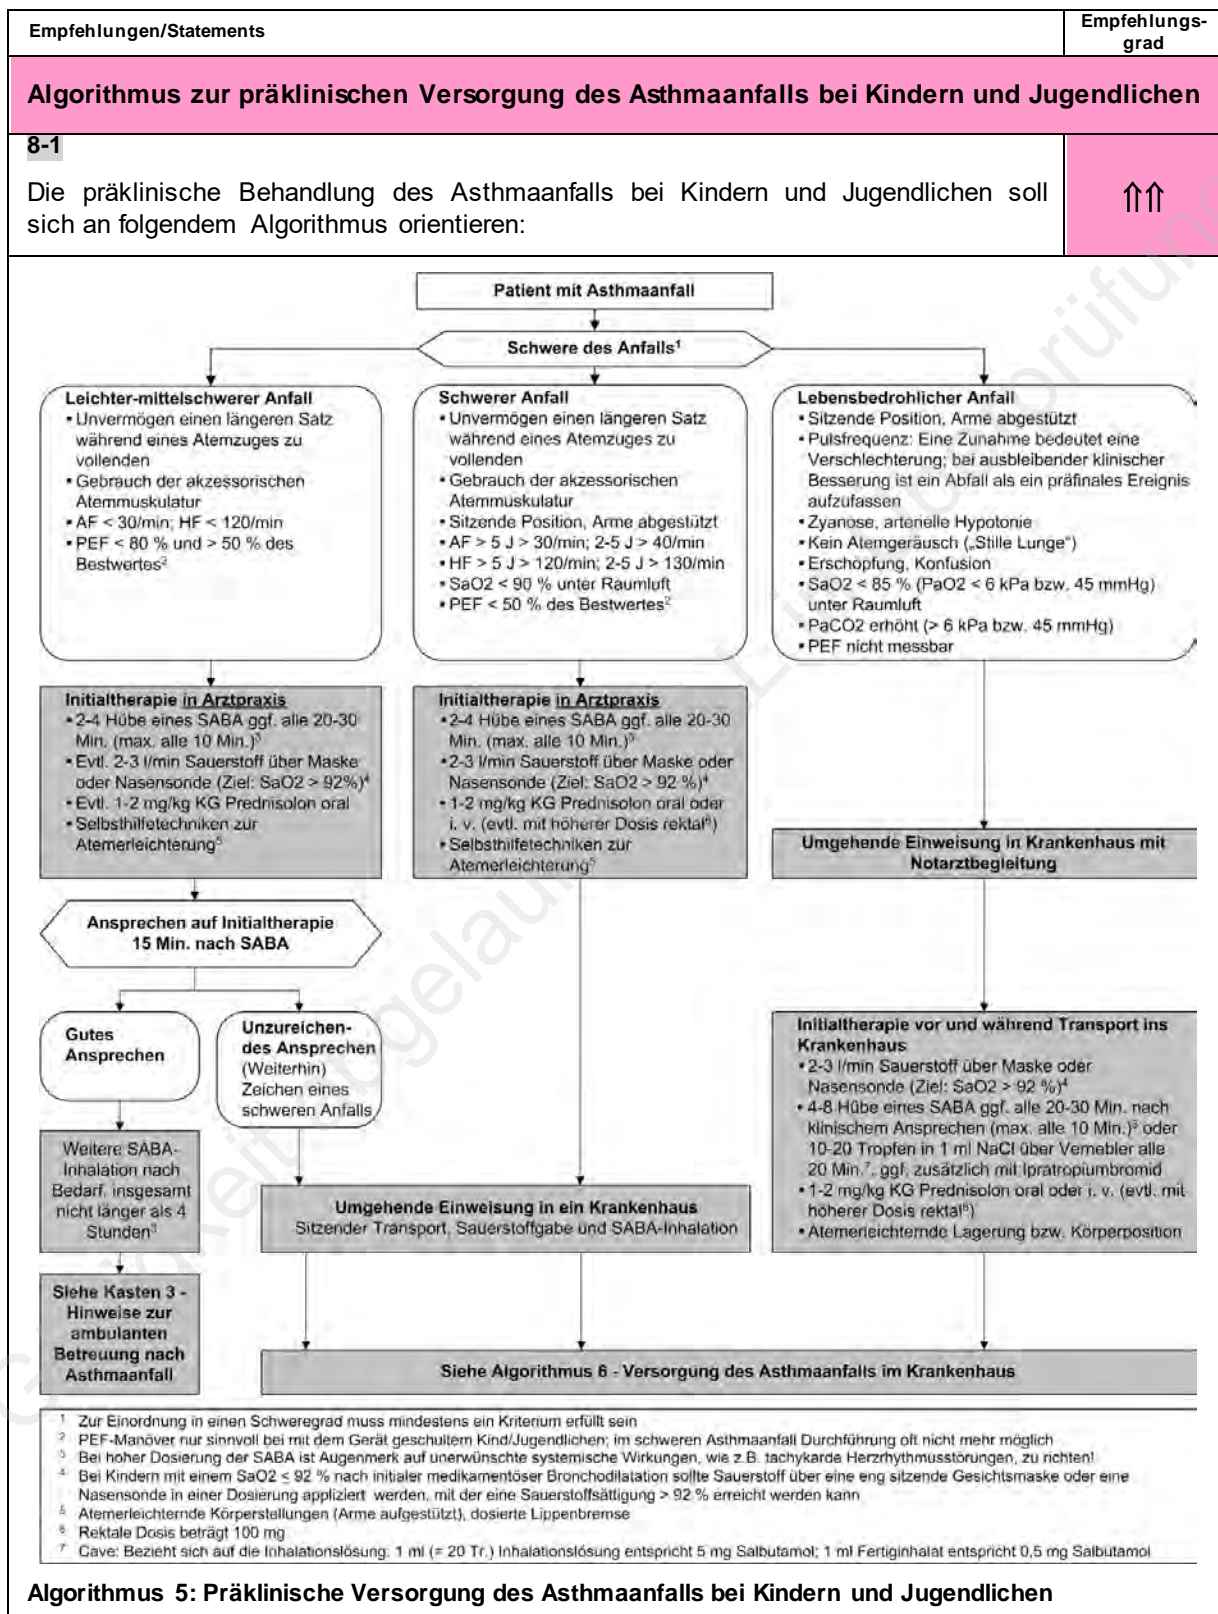 Empfehlungen/Statements
Empfehlungs-
grad
Algorithmus zur präklinischen Versorgung des Asthmaanfalls bei Kindern und Jugendlichen
8-1
Die präklinische Behandlung des Asthmaanfalls bei Kindern und Jugendlichen soll
sich an folgendem Algorithmus orientieren:
⇑⇑
Patient mit Asthmaanfall
Schwere des Anfalls¹
Leichter-mittelschwerer Anfall
▪ Unvermögen einen längeren Satz
während eines Atemzuges zu
vollenden
▪ Gebrauch der akzessorischen
Atemmuskulatur
▪ AF < 30/min; HF < 120/min
▪ PEF < 80 % und > 50 % des
Bestwertes²
Schwerer Anfall
▪ Unvermögen einen längeren Satz
während eines Atemzuges zu
vollenden
▪ Gebrauch der akzessorischen
Atemmuskulatur
▪ Sitzende Position, Arme abgestützt
▪ AF > 5 J > 30/min; 2-5 J > 40/min
▪ HF > 5 J > 120/min; 2-5 J > 130/min
▪ SaO2 < 90 % unter Raumluft
▪ PEF < 50 % des Bestwertes²
Lebensbedrohlicher Anfall
▪ Sitzende Position, Arme abgestützt
▪ Pulsfrequenz: Eine Zunahme bedeutet eine
Verschlechterung; bei ausbleibender klinischer
Besserung ist ein Abfall als ein präfinales Ereignis
aufzufassen
▪ Zyanose, arterielle Hypotonie
▪ Kein Atemgeräusch („Stille Lunge“)
▪ Erschöpfung, Konfusion
▪ SaO2 < 85 % (PaO2 < 6 kPa bzw. 45 mmHg)
unter Raumluft
▪ PaCO2 erhöht (> 6 kPa bzw. 45 mmHg)
▪ PEF nicht messbar
Initialtherapie in Arztpraxis
▪ 2-4 Hübe eines SABA ggf. alle 20-30
Min. (max. alle 10 Min.)³
▪ Evtl. 2-3 l/min Sauerstoff über Maske
oder Nasensonde (Ziel: SaO2 > 92%)⁴
▪ Evtl. 1-2 mg/kg KG Prednisolon oral
▪ Selbsthilfetechniken zur
Atemerleichterung⁵
Initialtherapie in Arztpraxis
▪ 2-4 Hübe eines SABA ggf. alle 20-30
Min. (max. alle 10 Min.)³
▪ 2-3 l/min Sauerstoff über Maske oder
Nasensonde (Ziel: SaO2 > 92 %)⁴
▪ 1-2 mg/kg KG Prednisolon oral oder
i. v. (evtl. mit höherer Dosis rektal⁶)
▪ Selbsthilfetechniken zur
Atemerleichterung⁵
Umgehende Einweisung in Krankenhaus mit
Notarztbegleitung
Ansprechen auf Initialtherapie
15 Min. nach SABA
Gutes
Ansprechen
Unzureichen-
des Ansprechen
(Weiterhin)
Zeichen eines
schweren Anfalls
Initialtherapie vor und während Transport ins
Krankenhaus
▪ 2-3 l/min Sauerstoff über Maske oder
Nasensonde (Ziel: SaO2 > 92 %)⁴
▪ 4-8 Hübe eines SABA ggf. alle 20-30 Min. nach
klinischem Ansprechen (max. alle 10 Min.)³ oder
10-20 Tropfen in 1 ml NaCl über Vernebler alle
20 Min.⁷, ggf. zusätzlich mit Ipratropiumbromid
▪ 1-2 mg/kg KG Prednisolon oral oder i. v. (evtl. mit
höherer Dosis rektal⁶)
▪ Atemerleichternde Lagerung bzw. Körperposition
Weitere SABA-
Inhalation nach
Bedarf, insgesamt
nicht länger als 4
Stunden³
Umgehende Einweisung in ein Krankenhaus
Sitzender Transport, Sauerstoffgabe und SABA-Inhalation
Siehe Kasten 3 -
Hinweise zur
ambulanten
Betreuung nach
Asthmaanfall
Siehe Algorithmus 6 - Versorgung des Asthmaanfalls im Krankenhaus
¹ Zur Einordnung in einen Schweregrad muss mindestens ein Kriterium erfüllt sein
² PEF-Manöver nur sinnvoll bei mit dem Gerät geschultem Kind/Jugendlichen; im schweren Asthmaanfall Durchführung oft nicht mehr möglich
³ Bei hoher Dosierung der SABA ist Augenmerk auf unerwünschte systemische Wirkungen, wie z.B. tachykarde Herzrhythmusstörungen, zu richten!
⁴ Bei Kindern mit einem SaO2 ≤ 92 % nach initialer medikamentöser Bronchodilatation sollte Sauerstoff über eine eng sitzende Gesichtsmaske oder eine
Nasensonde in einer Dosierung appliziert werden, mit der eine Sauerstoffsättigung > 92 % erreicht werden kann
⁵ Atemerleichternde Körperstellungen (Arme aufgestützt), dosierte Lippenbremse
⁶ Rektale Dosis beträgt 100 mg
⁷ Cave: Bezieht sich auf die Inhalationslösung: 1 ml (= 20 Tr.) Inhalationslösung entspricht 5 mg Salbutamol; 1 ml Fertiginhalat entspricht 0,5 mg Salbutamol
Algorithmus 5: Präklinische Versorgung des Asthmaanfalls bei Kindern und Jugendlichen